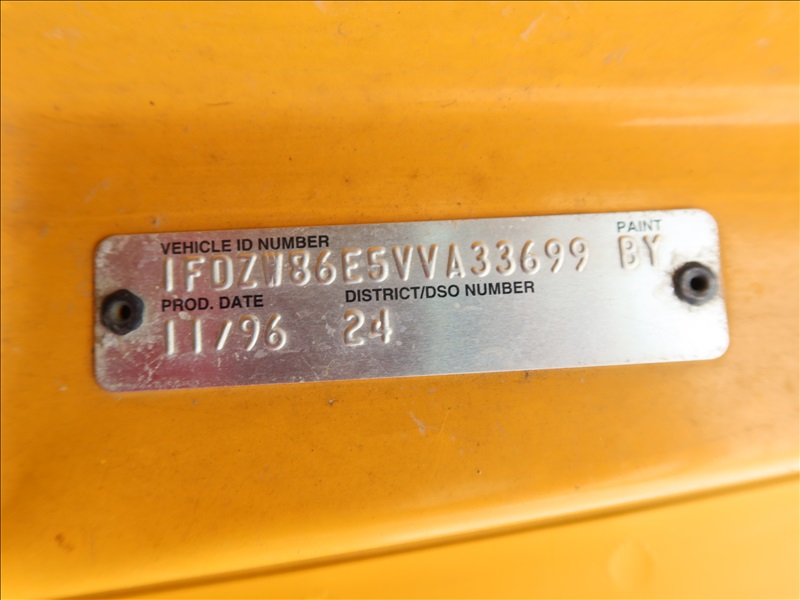 VEHICLE ID NUMBER PAINT
1FDZW86E5VVA33699 BY
PROD. DATE DISTRICT/DSO NUMBER
11/96 24